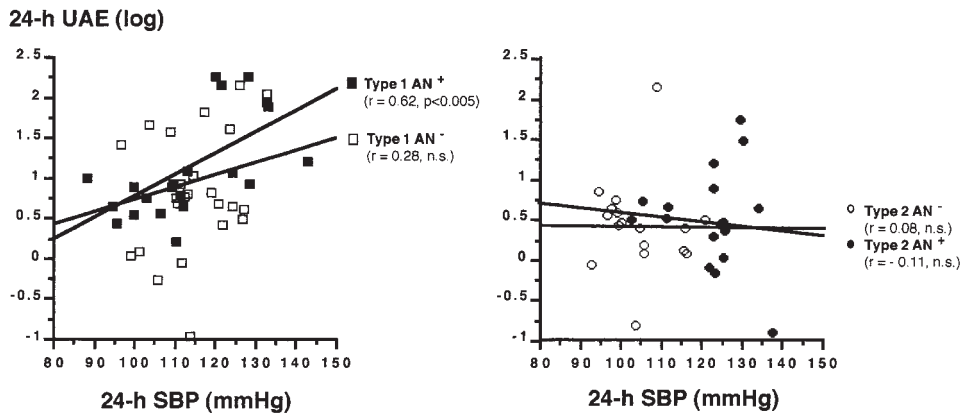 24-h UAE (log)
2.5
2
1.5
1
0.5
0
-0.5
-1
80 90 100 110 120 130 140 150
24-h SBP (mmHg)
Type 1 AN +
(r = 0.62, p<0.005)
Type 1 AN -
(r = 0.28, n.s.)
2.5
2
1.5
1
0.5
0
-0.5
-1
80 90 100 110 120 130 140 150
24-h SBP (mmHg)
Type 2 AN -
(r = 0.08, n.s.)
Type 2 AN +
(r = - 0.11, n.s.)